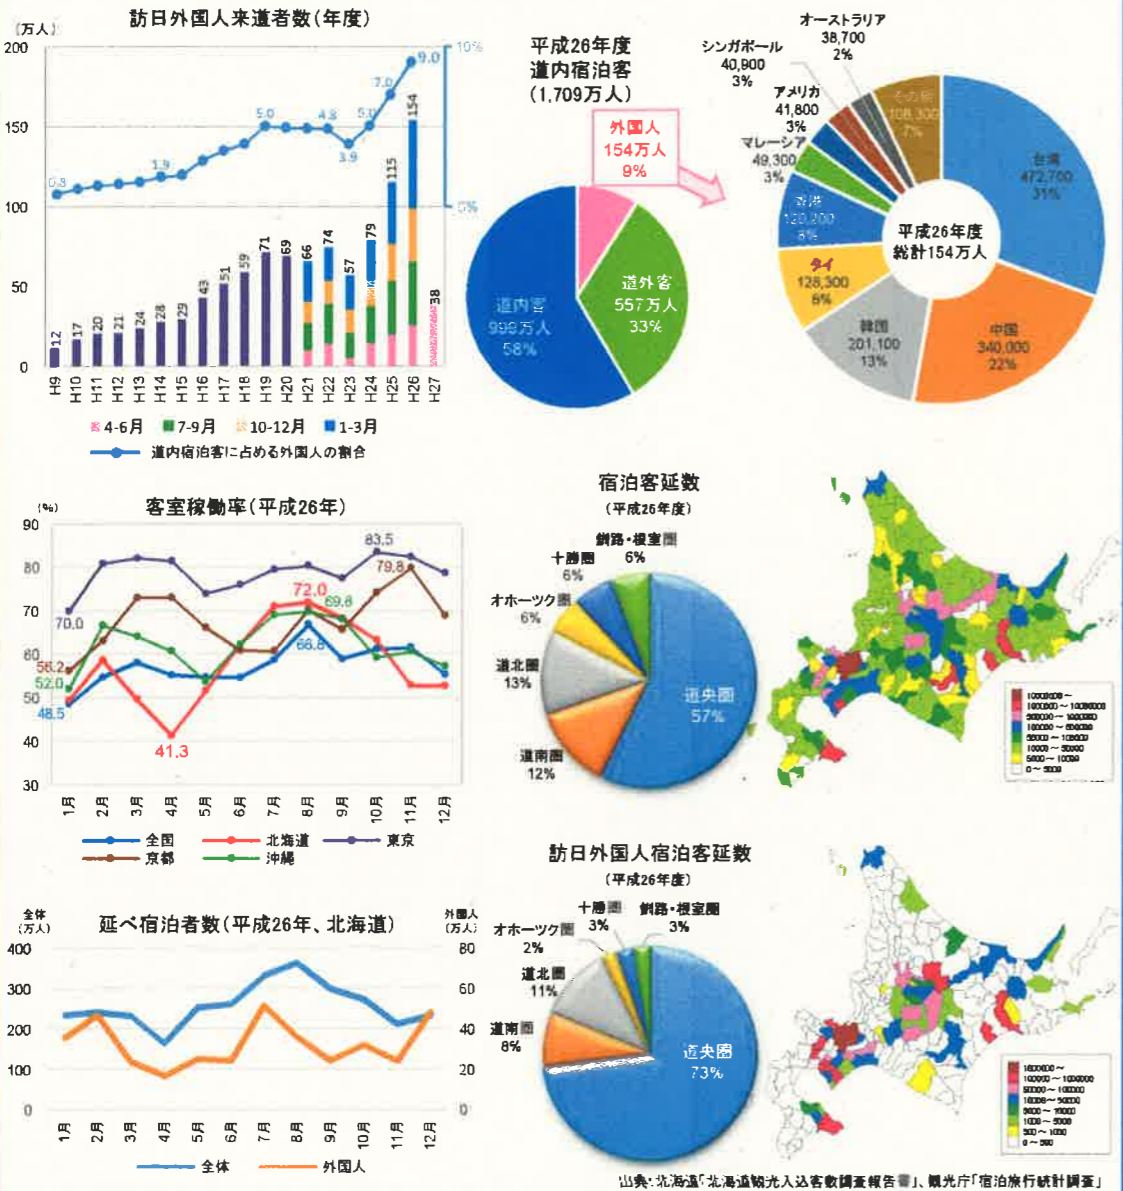 訪日外国人来道者数(年度)
(万人)
200
150
100
50
0
10%
0%
0.8
1.9
5.0
4.8
3.9
5.0
7.0
9.0
12
17
20
21
24
28
29
43
51
59
71
69
66
74
57
79
115
154
38
H9
H10
H11
H12
H13
H14
H15
H16
H17
H18
H19
H20
H21
H22
H23
H24
H25
H26
H27
4-6月
7-9月
10-12月
1-3月
道内宿泊客に占める外国人の割合
平成26年度
道内宿泊客
(1,709万人)
外国人
154万人
9%
道外客
557万人
33%
道内客
999万人
58%
オーストラリア
38,700
2%
シンガポール
40,900
3%
アメリカ
41,800
3%
マレーシア
49,300
3%
その他
108,300
7%
香港
8%
タイ
128,300
8%
韓国
201,100
13%
中国
340,000
22%
台湾
472,700
31%
平成26年度
総計154万人
客室稼働率(平成26年)
(%)
90
80
70
60
50
40
30
70.0
56.2
52.0
48.5
41.3
72.0
69.8
66.8
83.5
79.8
1月
2月
3月
4月
5月
6月
7月
8月
9月
10月
11月
12月
全国
北海道
東京
京都
沖縄
宿泊客延数
(平成26年度)
釧路・根室圏
6%
十勝圏
6%
オホーツク圏
6%
道北圏
13%
道南圏
12%
道央圏
57%
0～5000
延べ宿泊者数(平成26年、北海道)
全体
(万人)
外国人
(万人)
400
300
200
100
0
80
60
40
20
0
1月
2月
3月
4月
5月
6月
7月
8月
9月
10月
11月
12月
全体
外国人
訪日外国人宿泊客延数
(平成26年度)
十勝圏
3%
釧路・根室圏
3%
オホーツク圏
2%
道北圏
11%
道南圏
8%
道央圏
73%
500～1000
0～500
出典:北海道「北海道観光入込客数調査報告書」、観光庁「宿泊旅行統計調査」